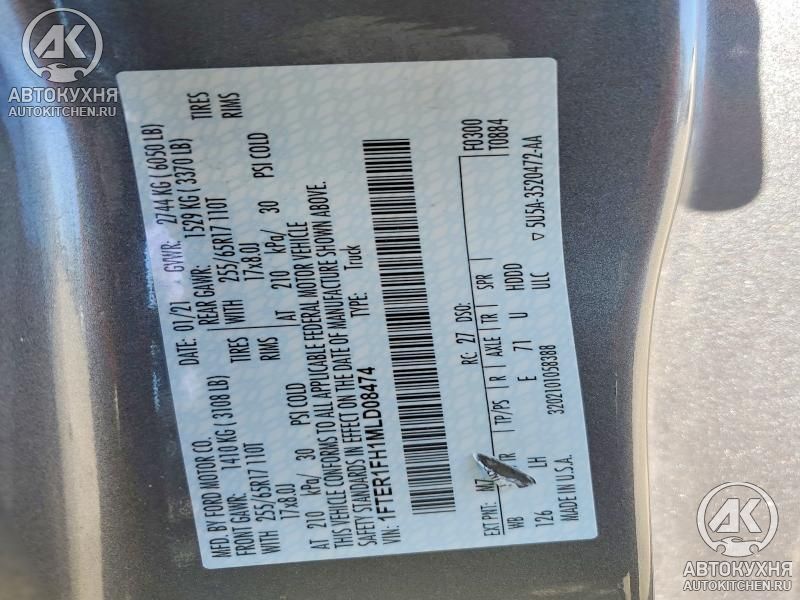 АК
АВТОКУХНЯ
AUTOKITCHEN.RU
MFD. BY FORD MOTOR CO.
DATE: 01/21 GVWR: 2744 KG ( 6050 LB)
FRONT GAWR: 1410 KG ( 3108 LB)
REAR GAWR: 1529 KG ( 3370 LB)
WITH 255/65R17 110T TIRES
WITH 255/65R17 110T TIRES
17x8.0J RIMS
17x8.0J RIMS
AT 210 kPa/ 30 PSI COLD
AT 210 kPa/ 30 PSI COLD
THIS VEHICLE CONFORMS TO ALL APPLICABLE FEDERAL MOTOR VEHICLE
SAFETY STANDARDS IN EFFECT ON THE DATE OF MANUFACTURE SHOWN ABOVE.
VIN: 1FTER1FH1MLD08474 TYPE: Truck
F0300
T0884
EXT PNT: M7 RC: 27 DSO:
WB TR TP/PS R AXLE TR SPR
126 LH E 71 U HDDD
320210105B388 ULC
MADE IN U.S.A. ▽ 5U5A-3520472-AA
АК
АВТОКУХНЯ
AUTOKITCHEN.RU